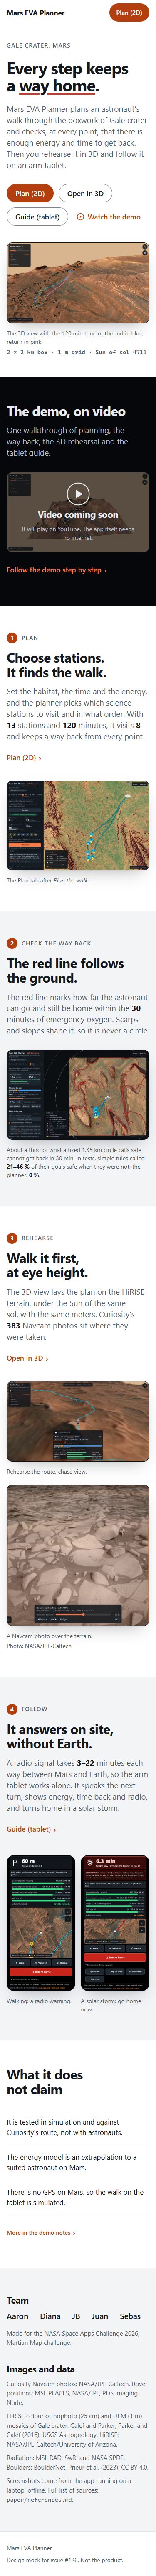 Mars EVA Planner
Plan (2D)
GALE CRATER, MARS
Every step keeps
a way home.
Mars EVA Planner plans an astronaut's
walk through the boxwork of Gale crater
and checks, at every point, that there is
enough energy and time to get back.
Then you rehearse it in 3D and follow it
on an arm tablet.
Plan (2D)
Open in 3D
Guide (tablet)
Watch the demo
The 3D view with the 120 min tour: outbound in blue,
return in pink.
2 × 2 km box · 1 m grid · Sun of sol 4711
The demo, on video
One walkthrough of planning, the
way back, the 3D rehearsal and the
tablet guide.
Video coming soon
It will play on YouTube. The app itself needs
no internet.
Follow the demo step by step ›
1 PLAN
Choose stations.
It finds the walk.
Set the habitat, the time and the energy,
and the planner picks which science
stations to visit and in what order. With
13 stations and 120 minutes, it visits 8
and keeps a way back from every point.
Plan (2D) ›
The Plan tab after Plan the walk.
2 CHECK THE WAY BACK
The red line follows
the ground.
The red line marks how far the astronaut
can go and still be home within the 30
minutes of emergency oxygen. Scarps
and slopes shape it, so it is never a circle.
About a third of what a fixed 1.35 km circle calls safe
cannot get back in 30 min. In tests, simple rules called
21–46 % of their goals safe when they were not; the
planner, 0 %.
3 REHEARSE
Walk it first,
at eye height.
The 3D view lays the plan on the HiRISE
terrain, under the Sun of the same
sol, with the same meters. Curiosity's
383 Navcam photos sit where they
were taken.
Open in 3D ›
Rehearse the route, chase view.
A Navcam photo over the terrain.
Photo: NASA/JPL-Caltech
4 FOLLOW
It answers on site,
without Earth.
A radio signal takes 3–22 minutes each
way between Mars and Earth, so the arm
tablet works alone. It speaks the next
turn, shows energy, time back and radio,
and turns home in a solar storm.
Guide (tablet) ›
60 m
6.3 min
Walking: a radio warning.
A solar storm: go home
now.
What it does
not claim
It is tested in simulation and against
Curiosity's route, not with astronauts.
The energy model is an extrapolation to a
suited astronaut on Mars.
There is no GPS on Mars, so the walk on the
tablet is simulated.
More in the demo notes ›
Team
Aaron Diana JB Juan Sebas
Made for the NASA Space Apps Challenge 2026,
Martian Map challenge.
Images and data
Curiosity Navcam photos: NASA/JPL-Caltech. Rover
positions: MSL PLACES, NASA/JPL, PDS Imaging
Node.
HiRISE colour orthophoto (25 cm) and DEM (1 m)
mosaics of Gale crater: Calef and Parker; Parker and
Calef (2016), USGS Astrogeology. HiRISE:
NASA/JPL-Caltech/University of Arizona.
Radiation: MSL RAD, SwRI and NASA SPDF.
Boulders: BoulderNet, Prieur et al. (2023), CC BY 4.0.
Screenshots come from the app running on a
laptop, offline. Full list of sources:
paper/references.md.
Mars EVA Planner
Design mock for issue #126. Not the product.